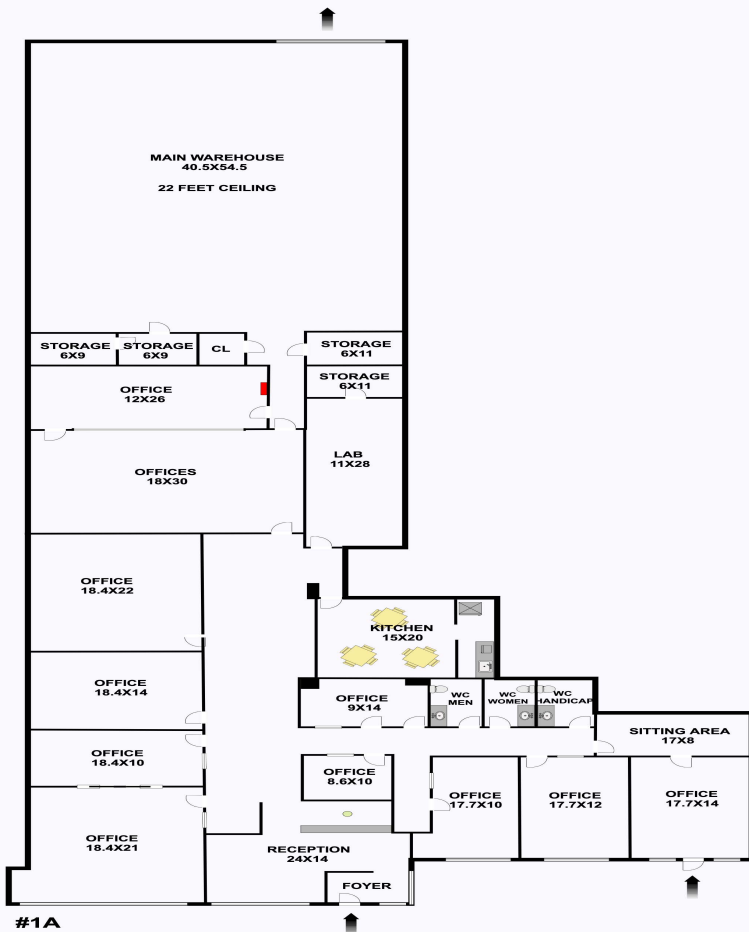 MAIN WAREHOUSE
40.5X54.5
22 FEET CEILING
STORAGE
6X9
STORAGE
6X9
CL
STORAGE
6X11
STORAGE
6X11
OFFICE
12X26
LAB
11X28
OFFICES
18X30
OFFICE
18.4X22
KITCHEN
15X20
OFFICE
18.4X14
OFFICE
9X14
WC
MEN
WC
WOMEN
WC
HANDICAP
SITTING AREA
17X8
OFFICE
18.4X10
OFFICE
8.6X10
OFFICE
17.7X10
OFFICE
17.7X12
OFFICE
17.7X14
OFFICE
18.4X21
RECEPTION
24X14
FOYER
#1A